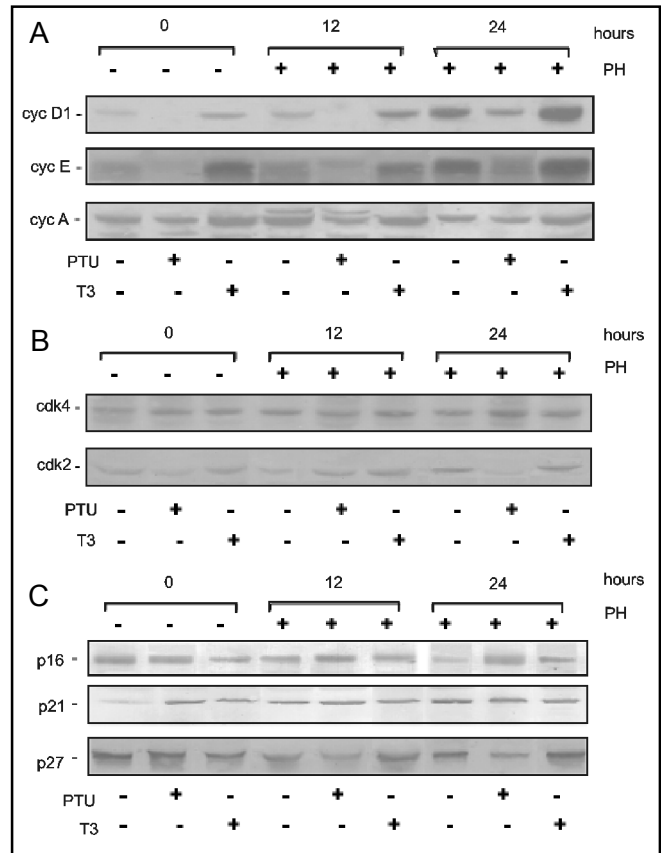 A
0 12 24 hours
- - - + + + + + + PH
cyc D1 -
cyc E -
cyc A -
PTU - + - - + - - + -
T3 - - + - - + - - +
B
0 12 24 hours
- - - + + + + + + PH
cdk4 -
cdk2 -
PTU - + - - + - - + -
T3 - - + - - + - - +
C
0 12 24 hours
- - - + + + + + + PH
p16 -
p21 -
p27 -
PTU - + - - + - - + -
T3 - - + - - + - - +